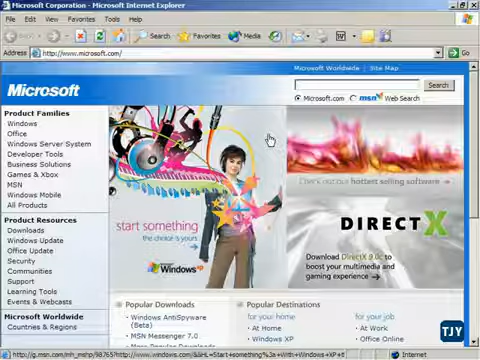 Microsoft Corporation - Microsoft Internet Explorer
File Edit View Favorites Tools Help
Back Search Favorites Media
Address http://www.microsoft.com/ Go
Microsoft Worldwide | Site Map
Microsoft
Search
Microsoft.com msn Web Search
Product Families
Windows
Office
Windows Server System
Developer Tools
Business Solutions
Games & Xbox
MSN
Windows Mobile
All Products
Product Resources
Downloads
Windows Update
Office Update
Security
Communities
Support
Learning Tools
Events & Webcasts
Microsoft Worldwide
Countries & Regions
start something
the choice is yours
Windows xp
Check out our hottest selling software
DIRECTX
Download DirectX 9.0c to
boost your multimedia and
gaming experience
Popular Downloads
Windows AntiSpyware
(Beta)
MSN Messenger 7.0
Popular Destinations
for your home
At Home
Windows XP
for your job
At Work
Office Online
TJY
Internet